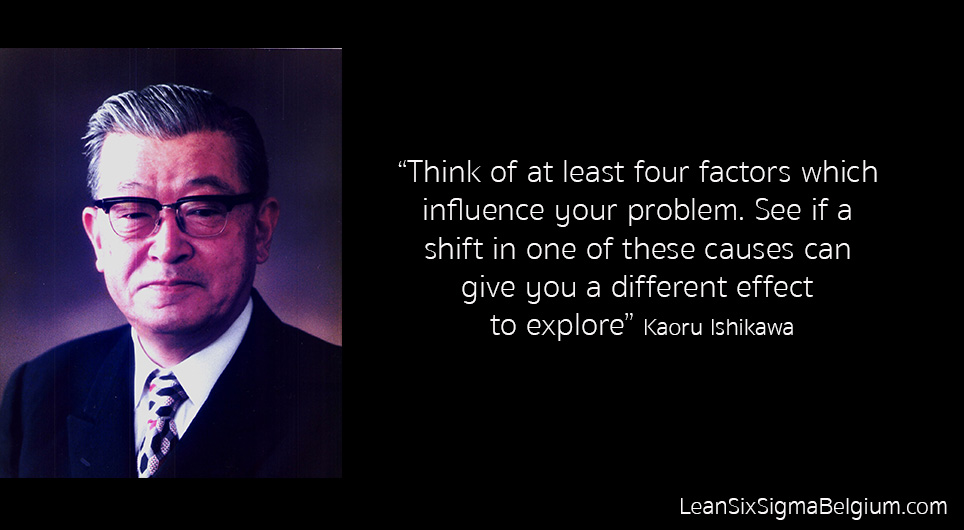 “Think of at least four factors which
influence your problem. See if a
shift in one of these causes can
give you a different effect
to explore” Kaoru Ishikawa
LeanSixSigmaBelgium.com